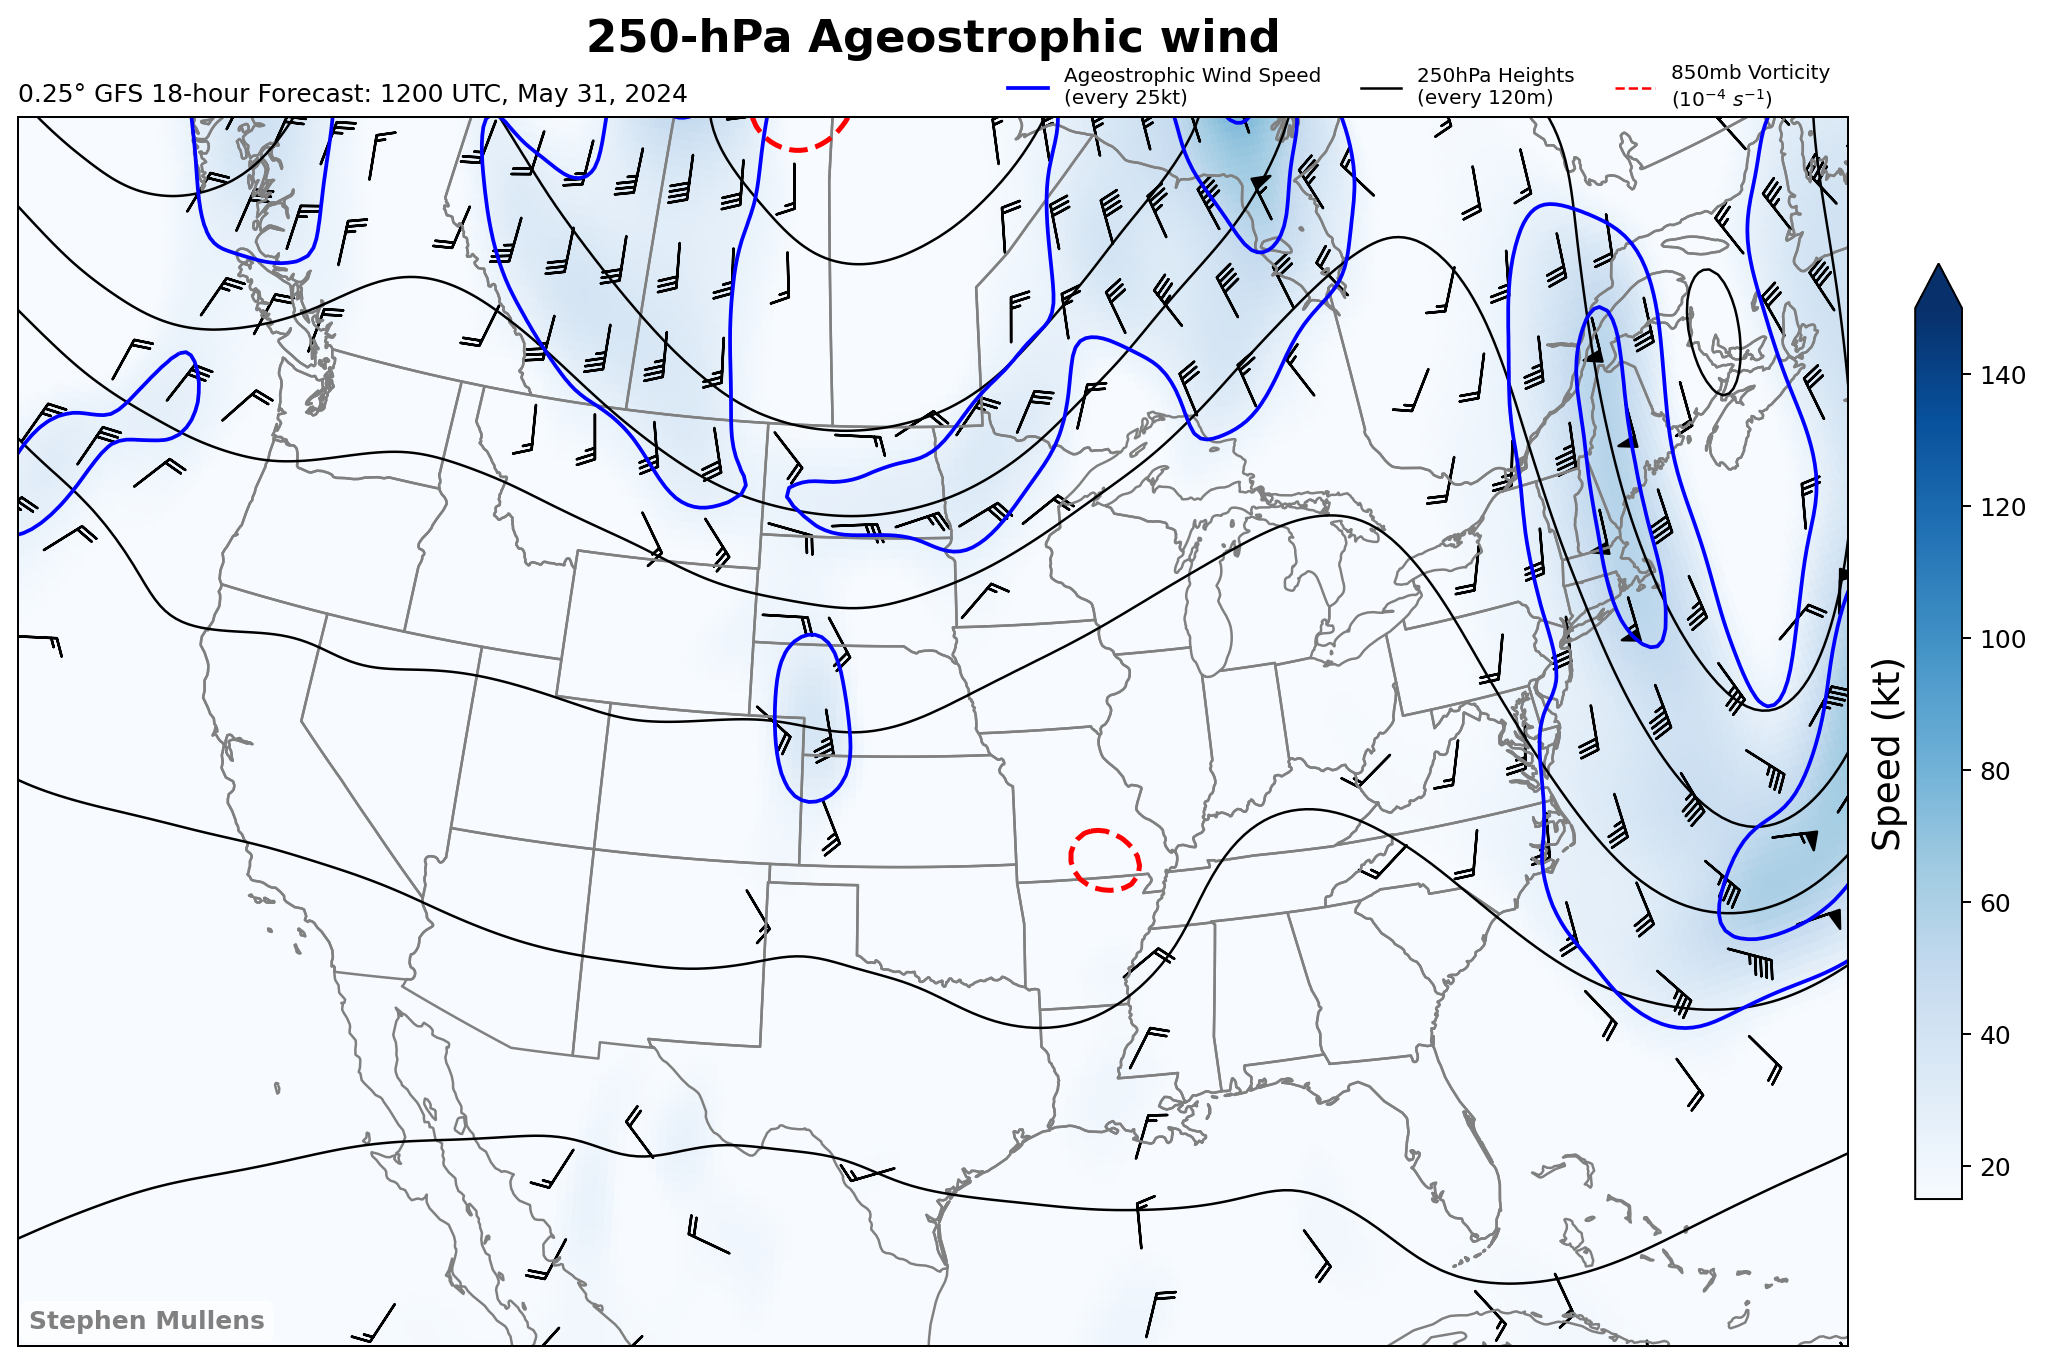 250-hPa Ageostrophic wind
0.25° GFS 18-hour Forecast: 1200 UTC, May 31, 2024
Ageostrophic Wind Speed
(every 25kt)
250hPa Heights
(every 120m)
850mb Vorticity
(10⁻⁴ s⁻¹)
140
120
100
80
60
40
20
Speed (kt)
Stephen Mullens